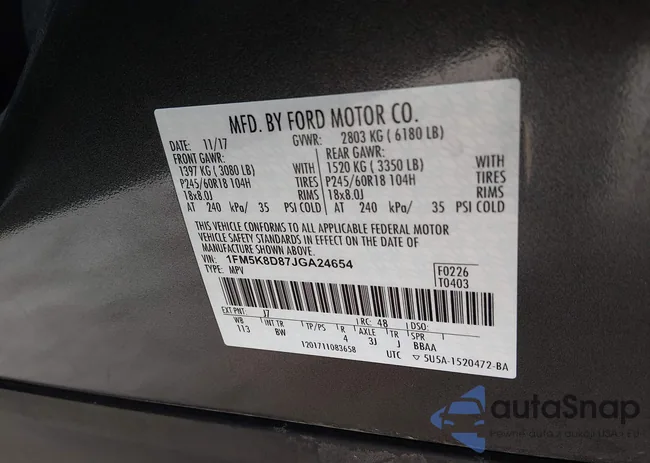 MFD. BY FORD MOTOR CO.
DATE: 11/17 GVWR: 2803 KG ( 6180 LB)
FRONT GAWR: REAR GAWR:
1397 KG ( 3080 LB) WITH 1520 KG ( 3350 LB) WITH
P245/60R18 104H TIRES P245/60R18 104H TIRES
18x8.0J RIMS 18x8.0J RIMS
AT 240 kPa/ 35 PSI COLD AT 240 kPa/ 35 PSI COLD
THIS VEHICLE CONFORMS TO ALL APPLICABLE FEDERAL MOTOR
VEHICLE SAFETY STANDARDS IN EFFECT ON THE DATE OF
MANUFACTURE SHOWN ABOVE.
VIN: 1FM5K8D87JGA24654
TYPE: MPV
F0226
T0403
EXT PNT: J7 RC: 48 DSO:
WB INT TR TP/PS R AXLE TR SPR
113 BW 4 3J J BBAA
1201711083658 UTC 5U5A-1520472-BA
autaSnap